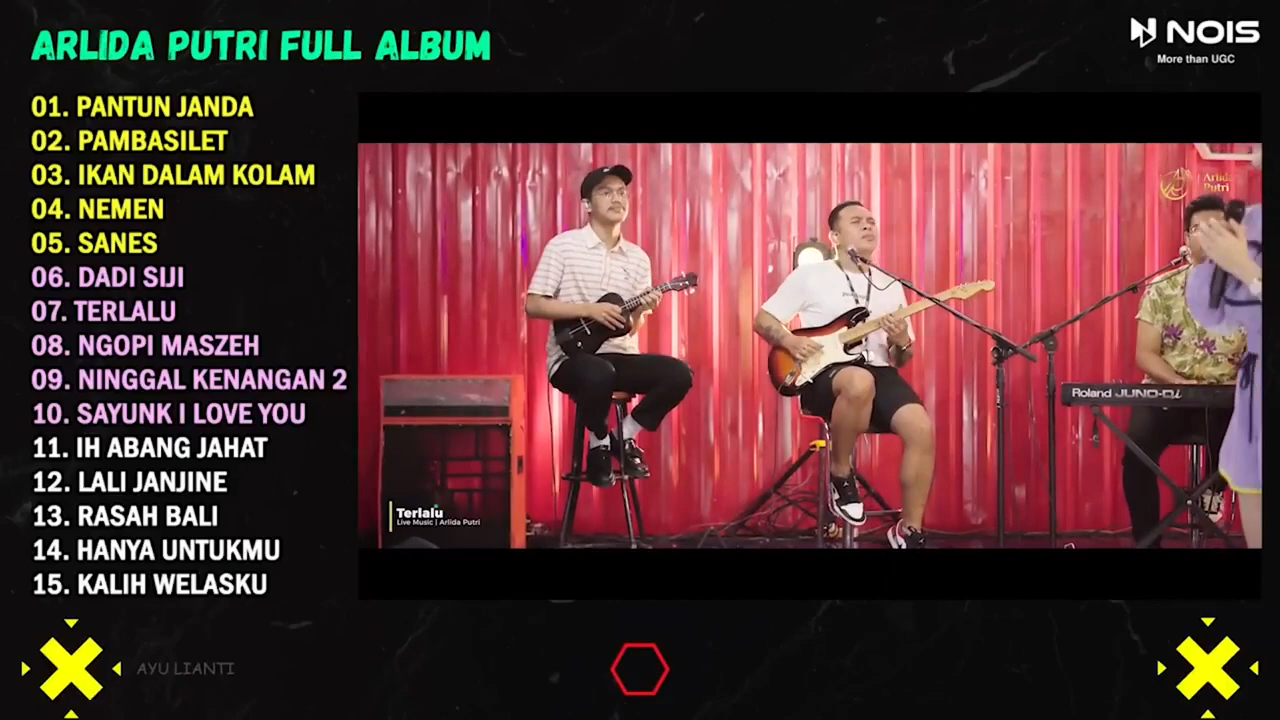 ARLIDA PUTRI FULL ALBUM
NOIS
More than UGC
01. PANTUN JANDA
02. PAMBASILET
03. IKAN DALAM KOLAM
04. NEMEN
05. SANES
06. DADI SIJI
07. TERLALU
08. NGOPI MASZEH
09. NINGGAL KENANGAN 2
10. SAYUNK I LOVE YOU
11. IH ABANG JAHAT
12. LALI JANJINE
13. RASAH BALI
14. HANYA UNTUKMU
15. KALIH WELASKU
Arlida
Putri
Roland JUNO-Di
Terlalu
Live Music | Arlida Putri
AYU LIANTI